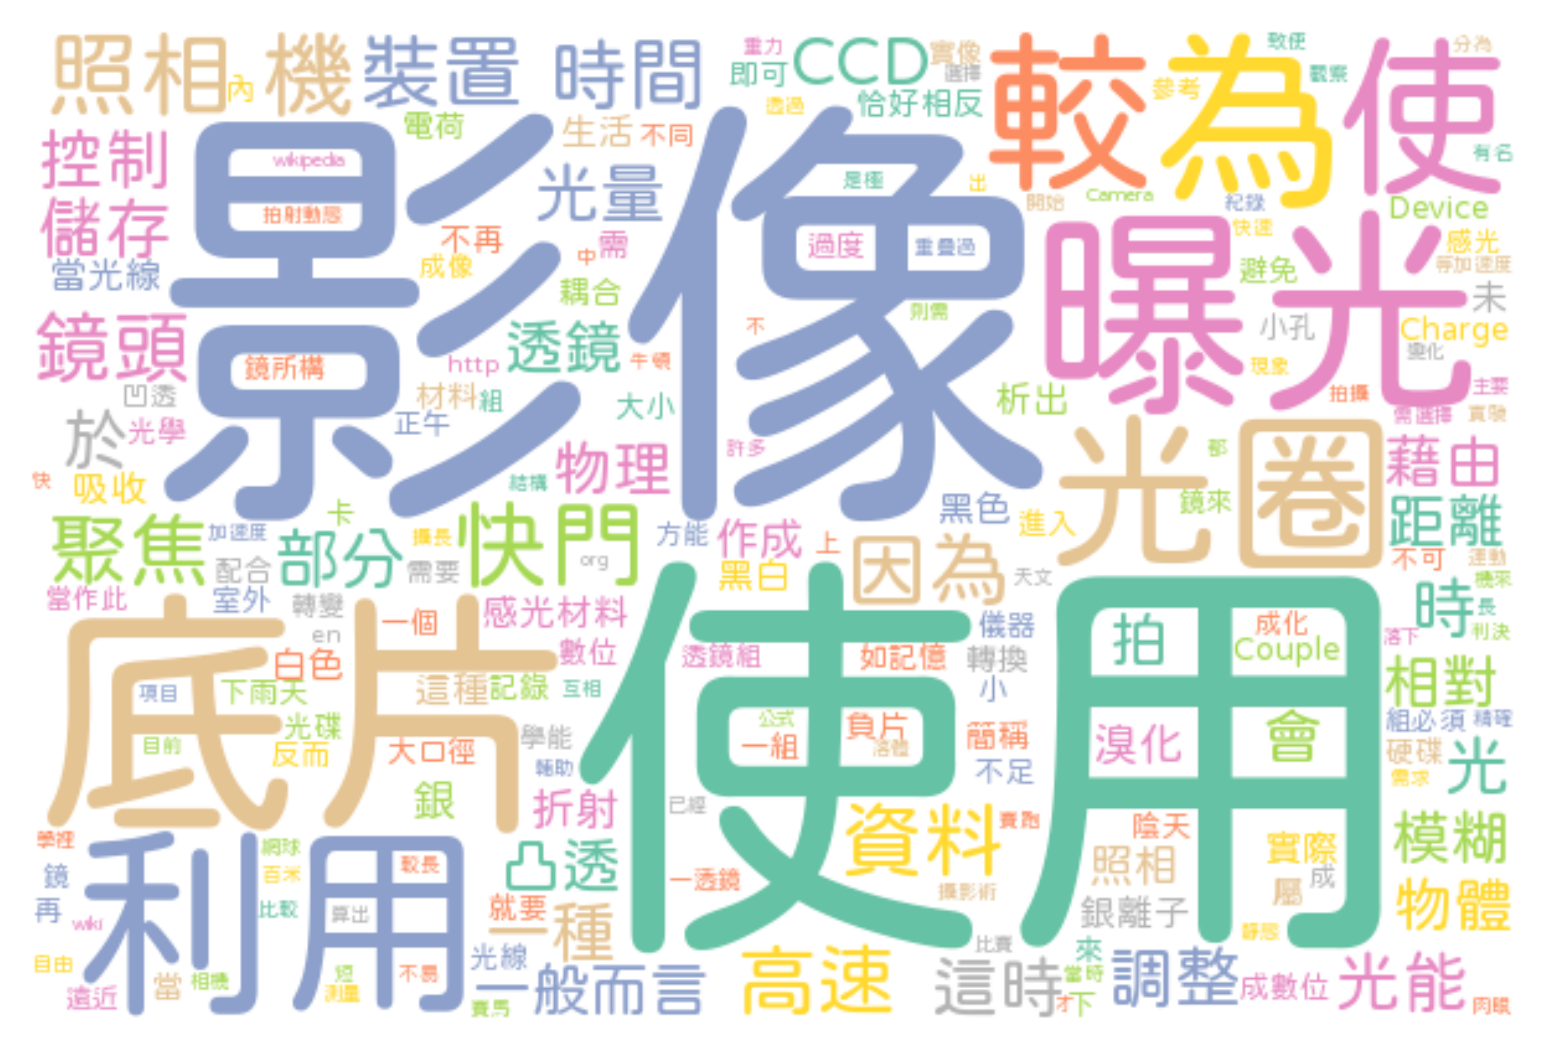 照相機
內
裝置
時間
重力
即可
CCD
實像
選擇
恰好相反
透過
較
為
使
參考
致便
觀察
分為
有名
控制
儲存
當光線
電荷
wikipedia
拍射動態
影像
生活
不同
光量
不再
成像
中
需
耦合
是極
出
過度
重疊過
則需
開始
Camera
紀錄
快速
Device
感光
等加速度
避免
未
小孔
Charge
變化
曝光
現象
拍攝
主要
需選擇
實驗
鏡頭
鏡所構
凹透
於
光學
http
透鏡
牛頓
不
材料
組
正午
大小
析出
快
吸收
物理
許多
結構
光圈
都
鏡來
藉由
距離
不可
運動
聚焦
加速度
卡
部分
攝長
快門
配合
需要
org
方能
作成
上
黑色
進入
黑白
因為
天文
機來
當作此
室外
轉變
en
一個
感光材料
數位
透鏡組
如記憶
儀器
轉換
小
拍
成化
Couple
時
長
利決
落下
相對
底片
白色
項目
下雨天
目前
光碟
反而
這種
記錄
互相
大口徑
學能
輔助
銀
折射
使用
公式
一組
負片
落體
簡稱
不足
溴化
會
組必須
精確
硬碟
需求
光
已經
資料
賽跑
陰天
照相
實際
屬
成
模糊
物體
學裡
鏡
再
wiki
利用
網球
百米
比較
較長
算出
短
測量
不易
凸透
就要
一種
一透鏡
攝影術
銀離子
靜態
自由
遠近
當
相機
光線
賽馬
一般而言
高速
比賽
這時
來
當時
才
下
調整
成數位
光能
肉眼